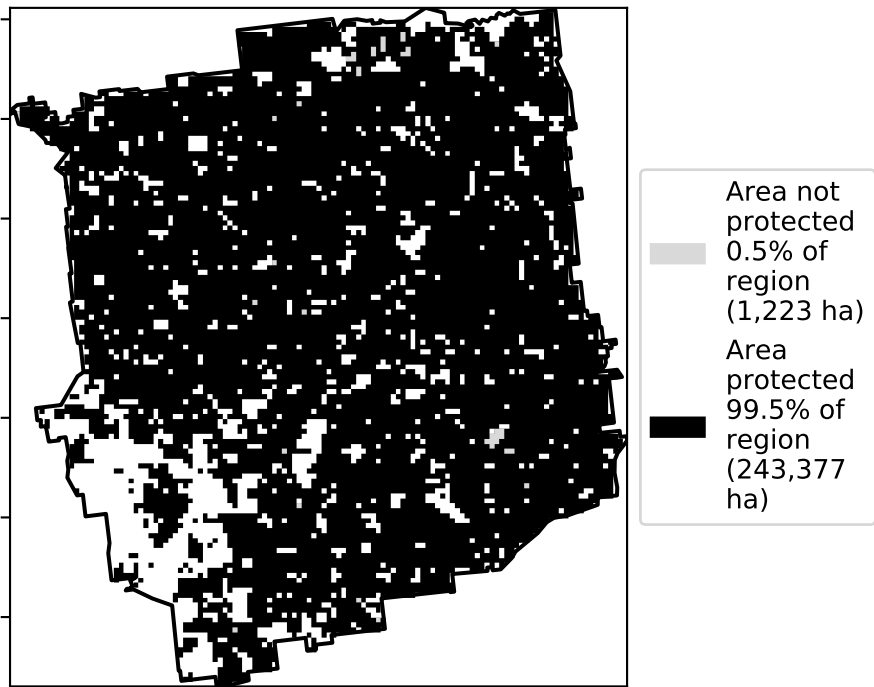 Area not
protected
0.5% of
region
(1,223 ha)
Area
protected
99.5% of
region
(243,377
ha)